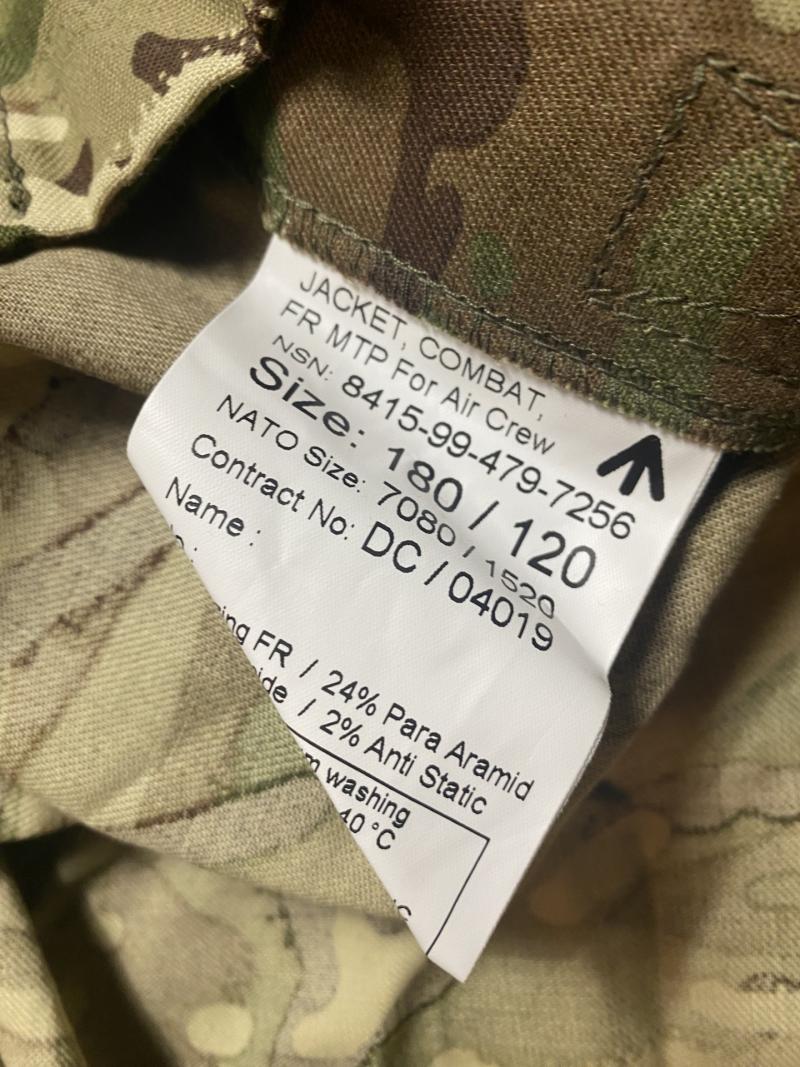 JACKET, COMBAT,
FR MTP For Air Crew
NSN: 8415-99-479-7256
Size: 180 / 120
NATO Size: 7080 / 1520
Contract No: DC / 04019
Name :
FR / 24% Para Aramid
/ 2% Anti Static
washing
40 °C